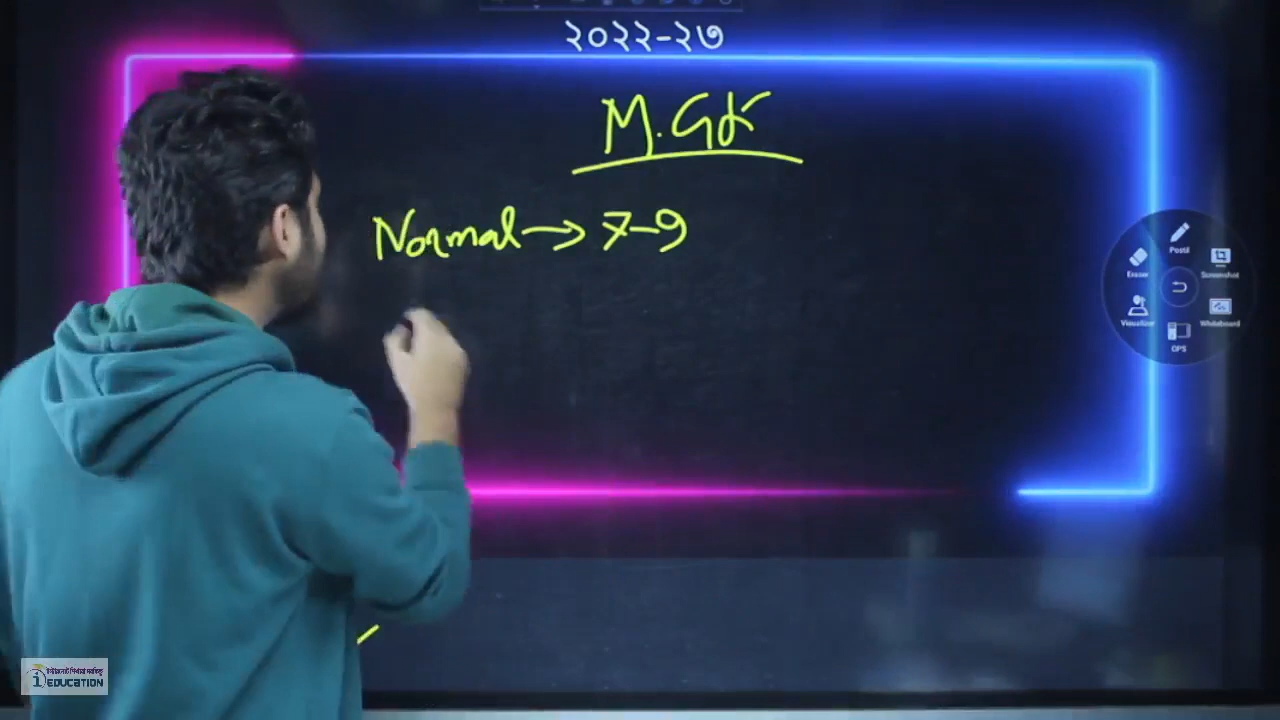 ২০২২-২৩
M. GK
Normal → 7-9
Postil
Eraser
Screenshot
Visualizer
Whiteboard
OPS
EDUCATION